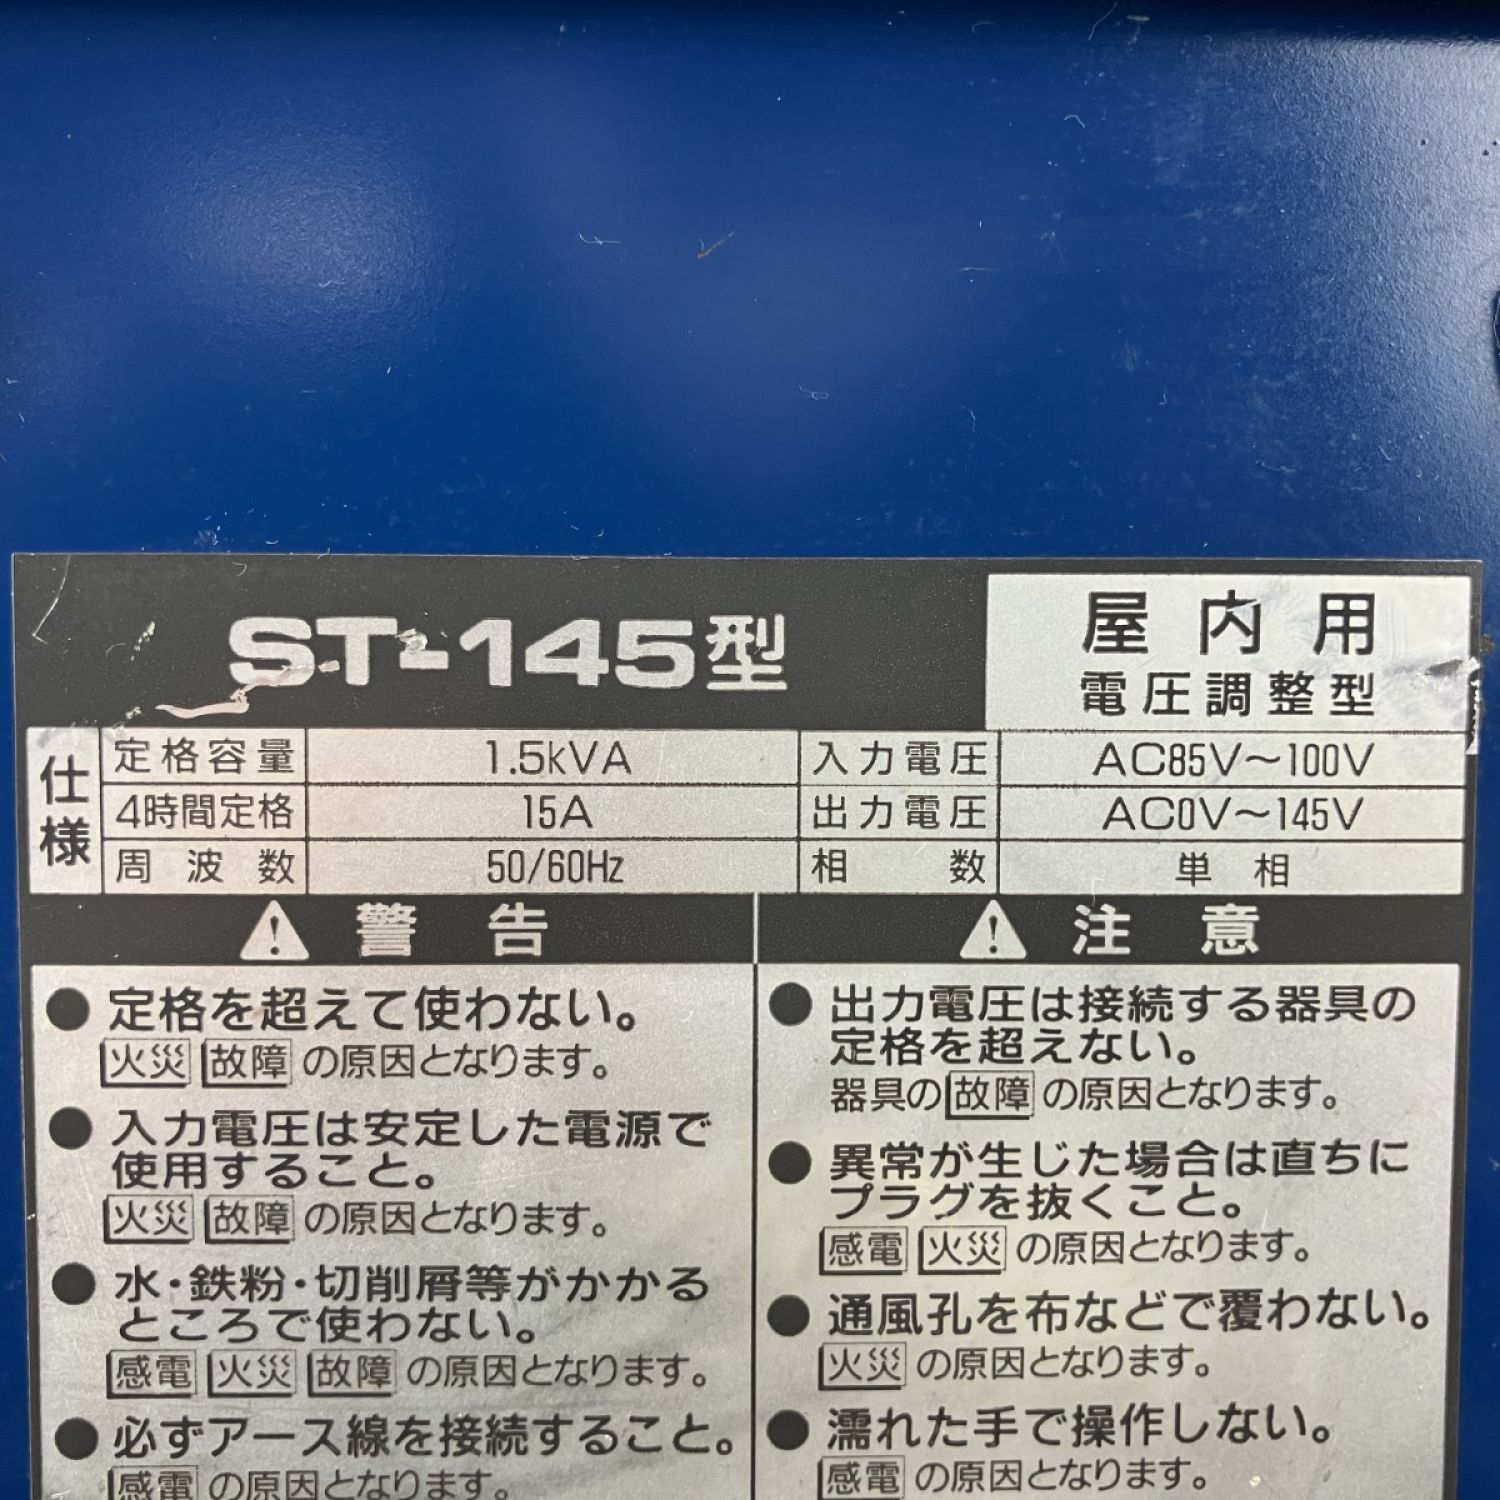 ST-145型
屋内用
電圧調整型
仕様
定格容量 1.5kVA 入力電圧 AC85V～100V
4時間定格 15A 出力電圧 AC0V～145V
周波数 50/60Hz 相数 単相
警告
●定格を超えて使わない。
火災 故障 の原因となります。
●入力電圧は安定した電源で
使用すること。
火災 故障 の原因となります。
●水・鉄粉・切削屑等がかかる
ところで使わない。
感電 火災 故障 の原因となります。
●必ずアース線を接続すること。
感電 の原因となります。
注意
●出力電圧は接続する器具の
定格を超えない。
器具の 故障 の原因となります。
●異常が生じた場合は直ちに
プラグを抜くこと。
感電 火災 の原因となります。
●通風孔を布などで覆わない。
火災 の原因となります。
●濡れた手で操作しない。
感電 の原因となります。